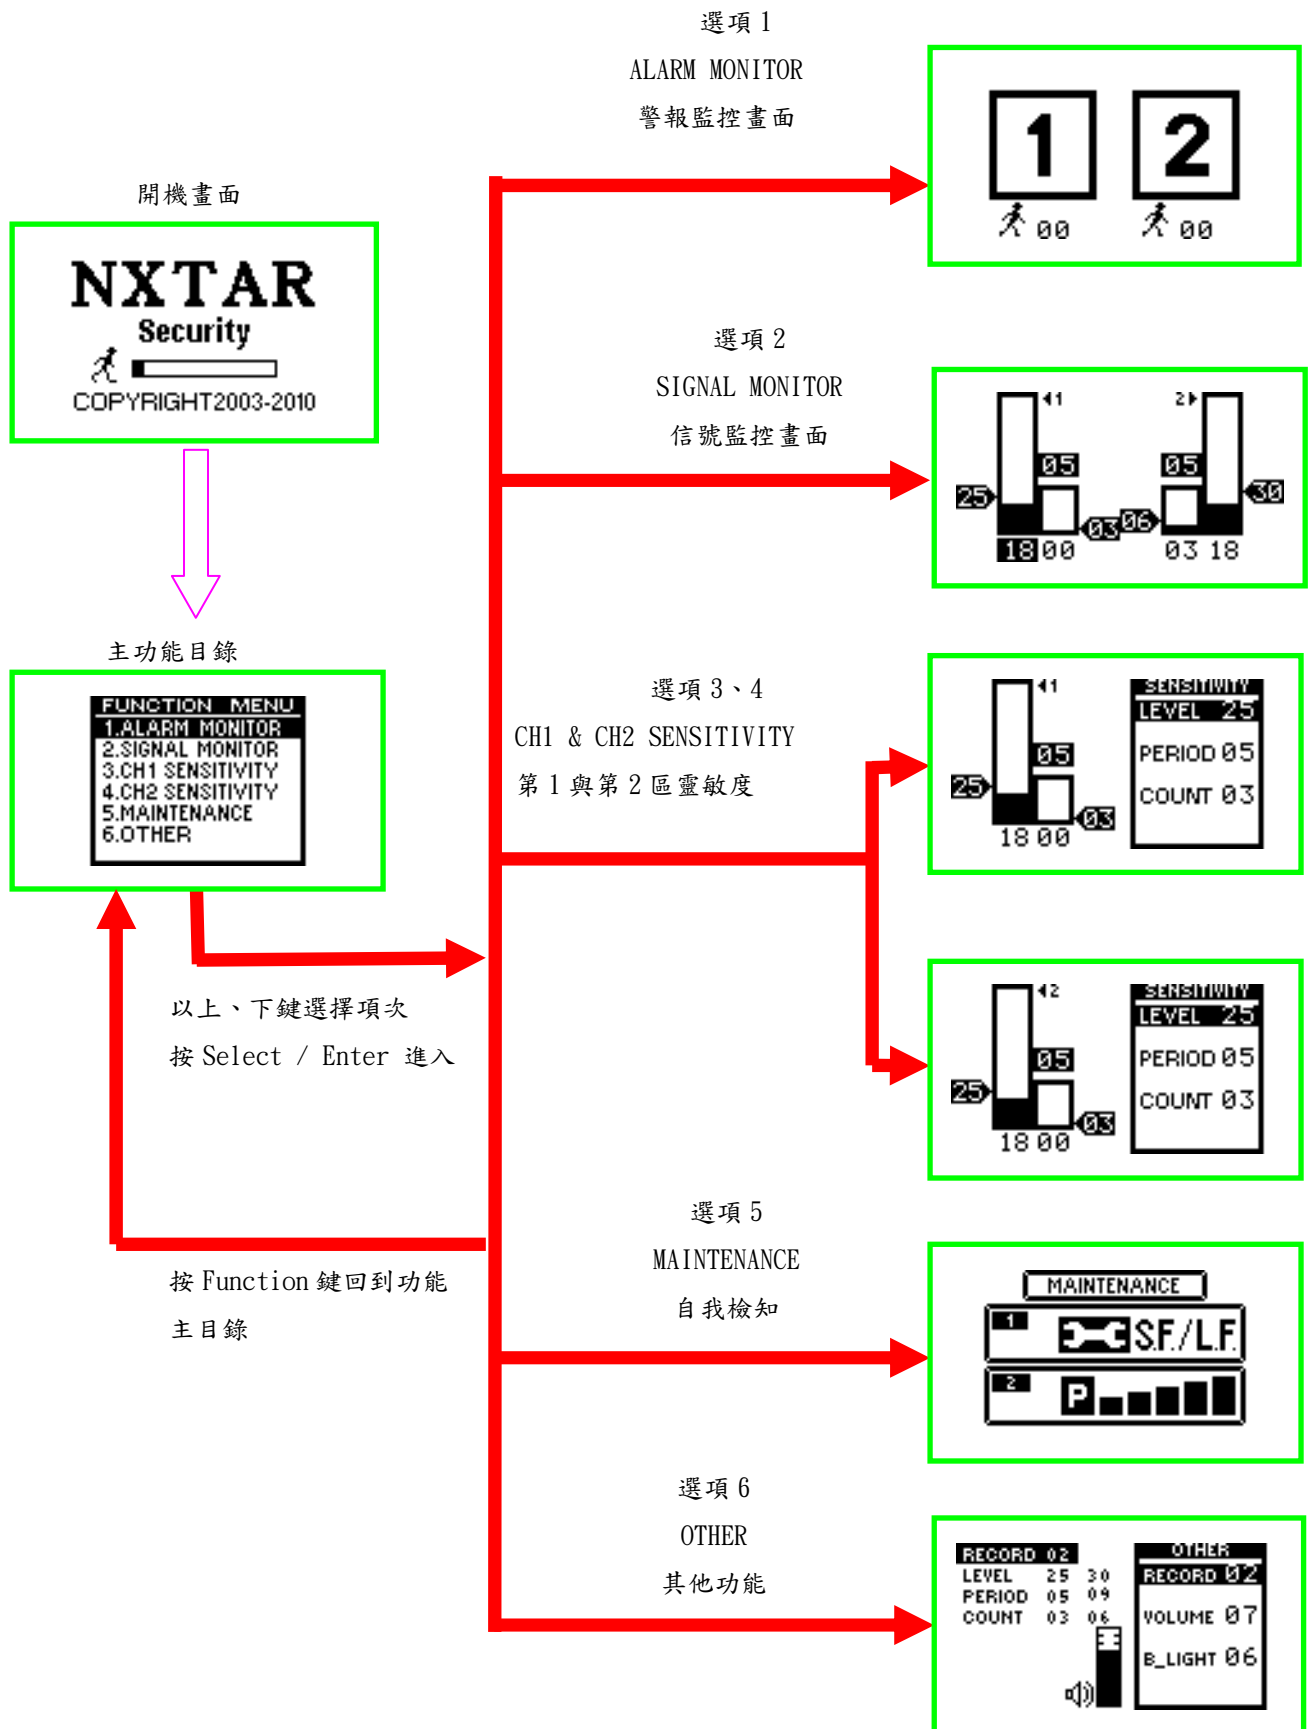 開機畫面
NXTAR
Security
COPYRIGHT2003-2010
主功能目錄
FUNCTION MENU
1.ALARM MONITOR
2.SIGNAL MONITOR
3.CH1 SENSITIVITY
4.CH2 SENSITIVITY
5.MAINTENANCE
6.OTHER
以上、下鍵選擇項次
按 Select / Enter 進入
按 Function 鍵回到功能
主目錄
選項 1
ALARM MONITOR
警報監控畫面
1 2
00 00
選項 2
SIGNAL MONITOR
信號監控畫面
1 2
05 05
25 30
03 06
18 00 03 18
選項 3、4
CH1 & CH2 SENSITIVITY
第 1 與第 2 區靈敏度
1
05
25
03
18 00
SENSITIVITY
LEVEL 25
PERIOD 05
COUNT 03
2
05
25
03
18 00
SENSITIVITY
LEVEL 25
PERIOD 05
COUNT 03
選項 5
MAINTENANCE
自我檢知
MAINTENANCE
1 S.F./L.F.
2 P
選項 6
OTHER
其他功能
RECORD 02
LEVEL 25 30
PERIOD 05 09
COUNT 03 06
OTHER
RECORD 02
VOLUME 07
B_LIGHT 06